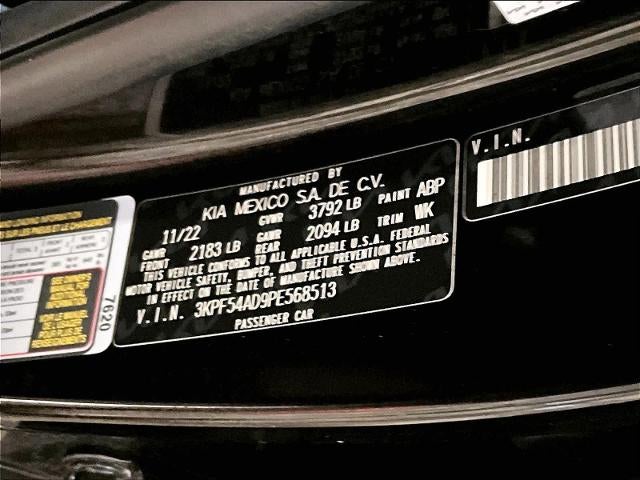 MANUFACTURED BY
KIA MEXICO S.A. DE C.V.
11/22 GVWR 3792 LB PAINT ABP
GAWR FRONT 2183 LB GAWR REAR 2094 LB TRIM WK
THIS VEHICLE CONFORMS TO ALL APPLICABLE U.S.A. FEDERAL
MOTOR VEHICLE SAFETY, BUMPER, AND THEFT PREVENTION STANDARDS
IN EFFECT ON THE DATE OF MANUFACTURE SHOWN ABOVE.
V.I.N. 3KPF54AD9PE568513
PASSENGER CAR
V.I.N.
7620